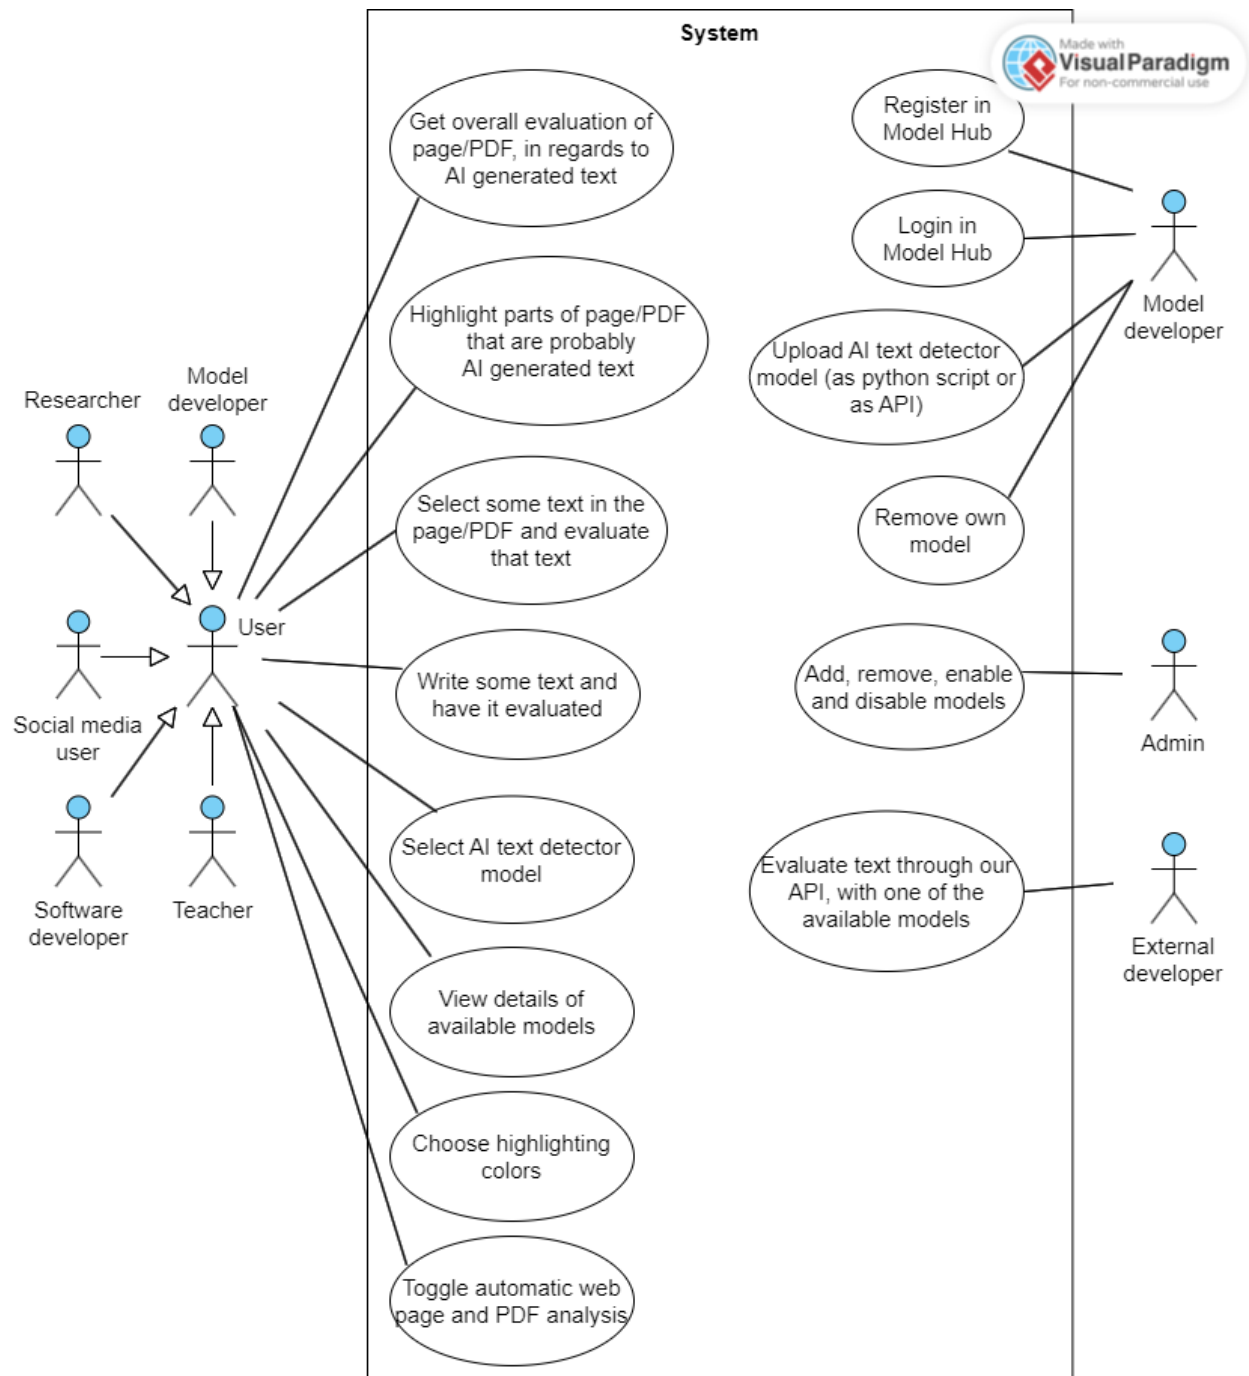 System
Made with
Visual Paradigm
For non-commercial use
Get overall evaluation of
page/PDF, in regards to
AI generated text
Highlight parts of page/PDF
that are probably
AI generated text
Select some text in the
page/PDF and evaluate
that text
Write some text and
have it evaluated
Select AI text detector
model
View details of
available models
Choose highlighting
colors
Toggle automatic web
page and PDF analysis
Register in
Model Hub
Login in
Model Hub
Upload AI text detector
model (as python script or
as API)
Remove own
model
Add, remove, enable
and disable models
Evaluate text through our
API, with one of the
available models
Researcher
Model
developer
User
Social media
user
Software
developer
Teacher
Model
developer
Admin
External
developer